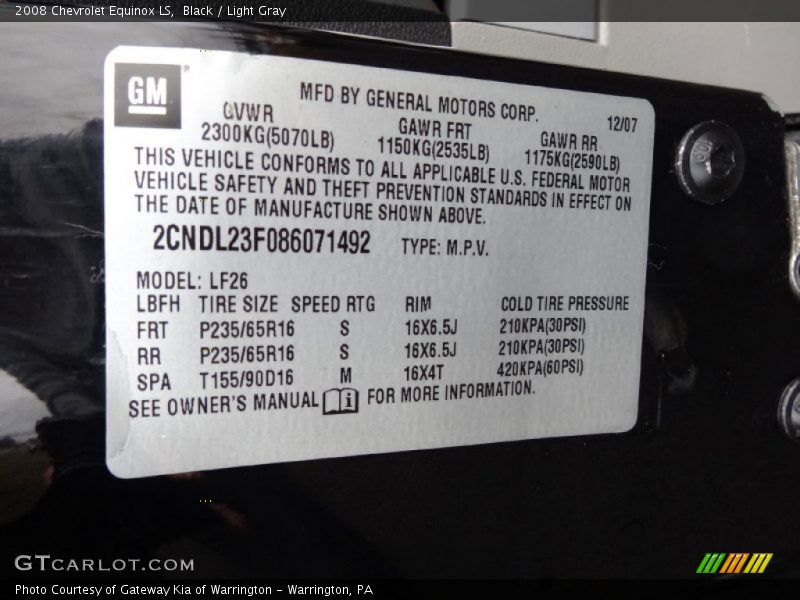 2008 Chevrolet Equinox LS, Black / Light Gray
GM
MFD BY GENERAL MOTORS CORP.
12/07
GVWR GAWR FRT GAWR RR
2300KG(5070LB) 1150KG(2535LB) 1175KG(2590LB)
THIS VEHICLE CONFORMS TO ALL APPLICABLE U.S. FEDERAL MOTOR
VEHICLE SAFETY AND THEFT PREVENTION STANDARDS IN EFFECT ON
THE DATE OF MANUFACTURE SHOWN ABOVE.
2CNDL23F086071492 TYPE: M.P.V.
MODEL: LF26
LBFH TIRE SIZE SPEED RTG RIM COLD TIRE PRESSURE
FRT P235/65R16 S 16X6.5J 210KPA(30PSI)
RR P235/65R16 S 16X6.5J 210KPA(30PSI)
SPA T155/90D16 M 16X4T 420KPA(60PSI)
SEE OWNER'S MANUAL i FOR MORE INFORMATION.
GTCARLOT.COM
Photo Courtesy of Gateway Kia of Warrington - Warrington, PA